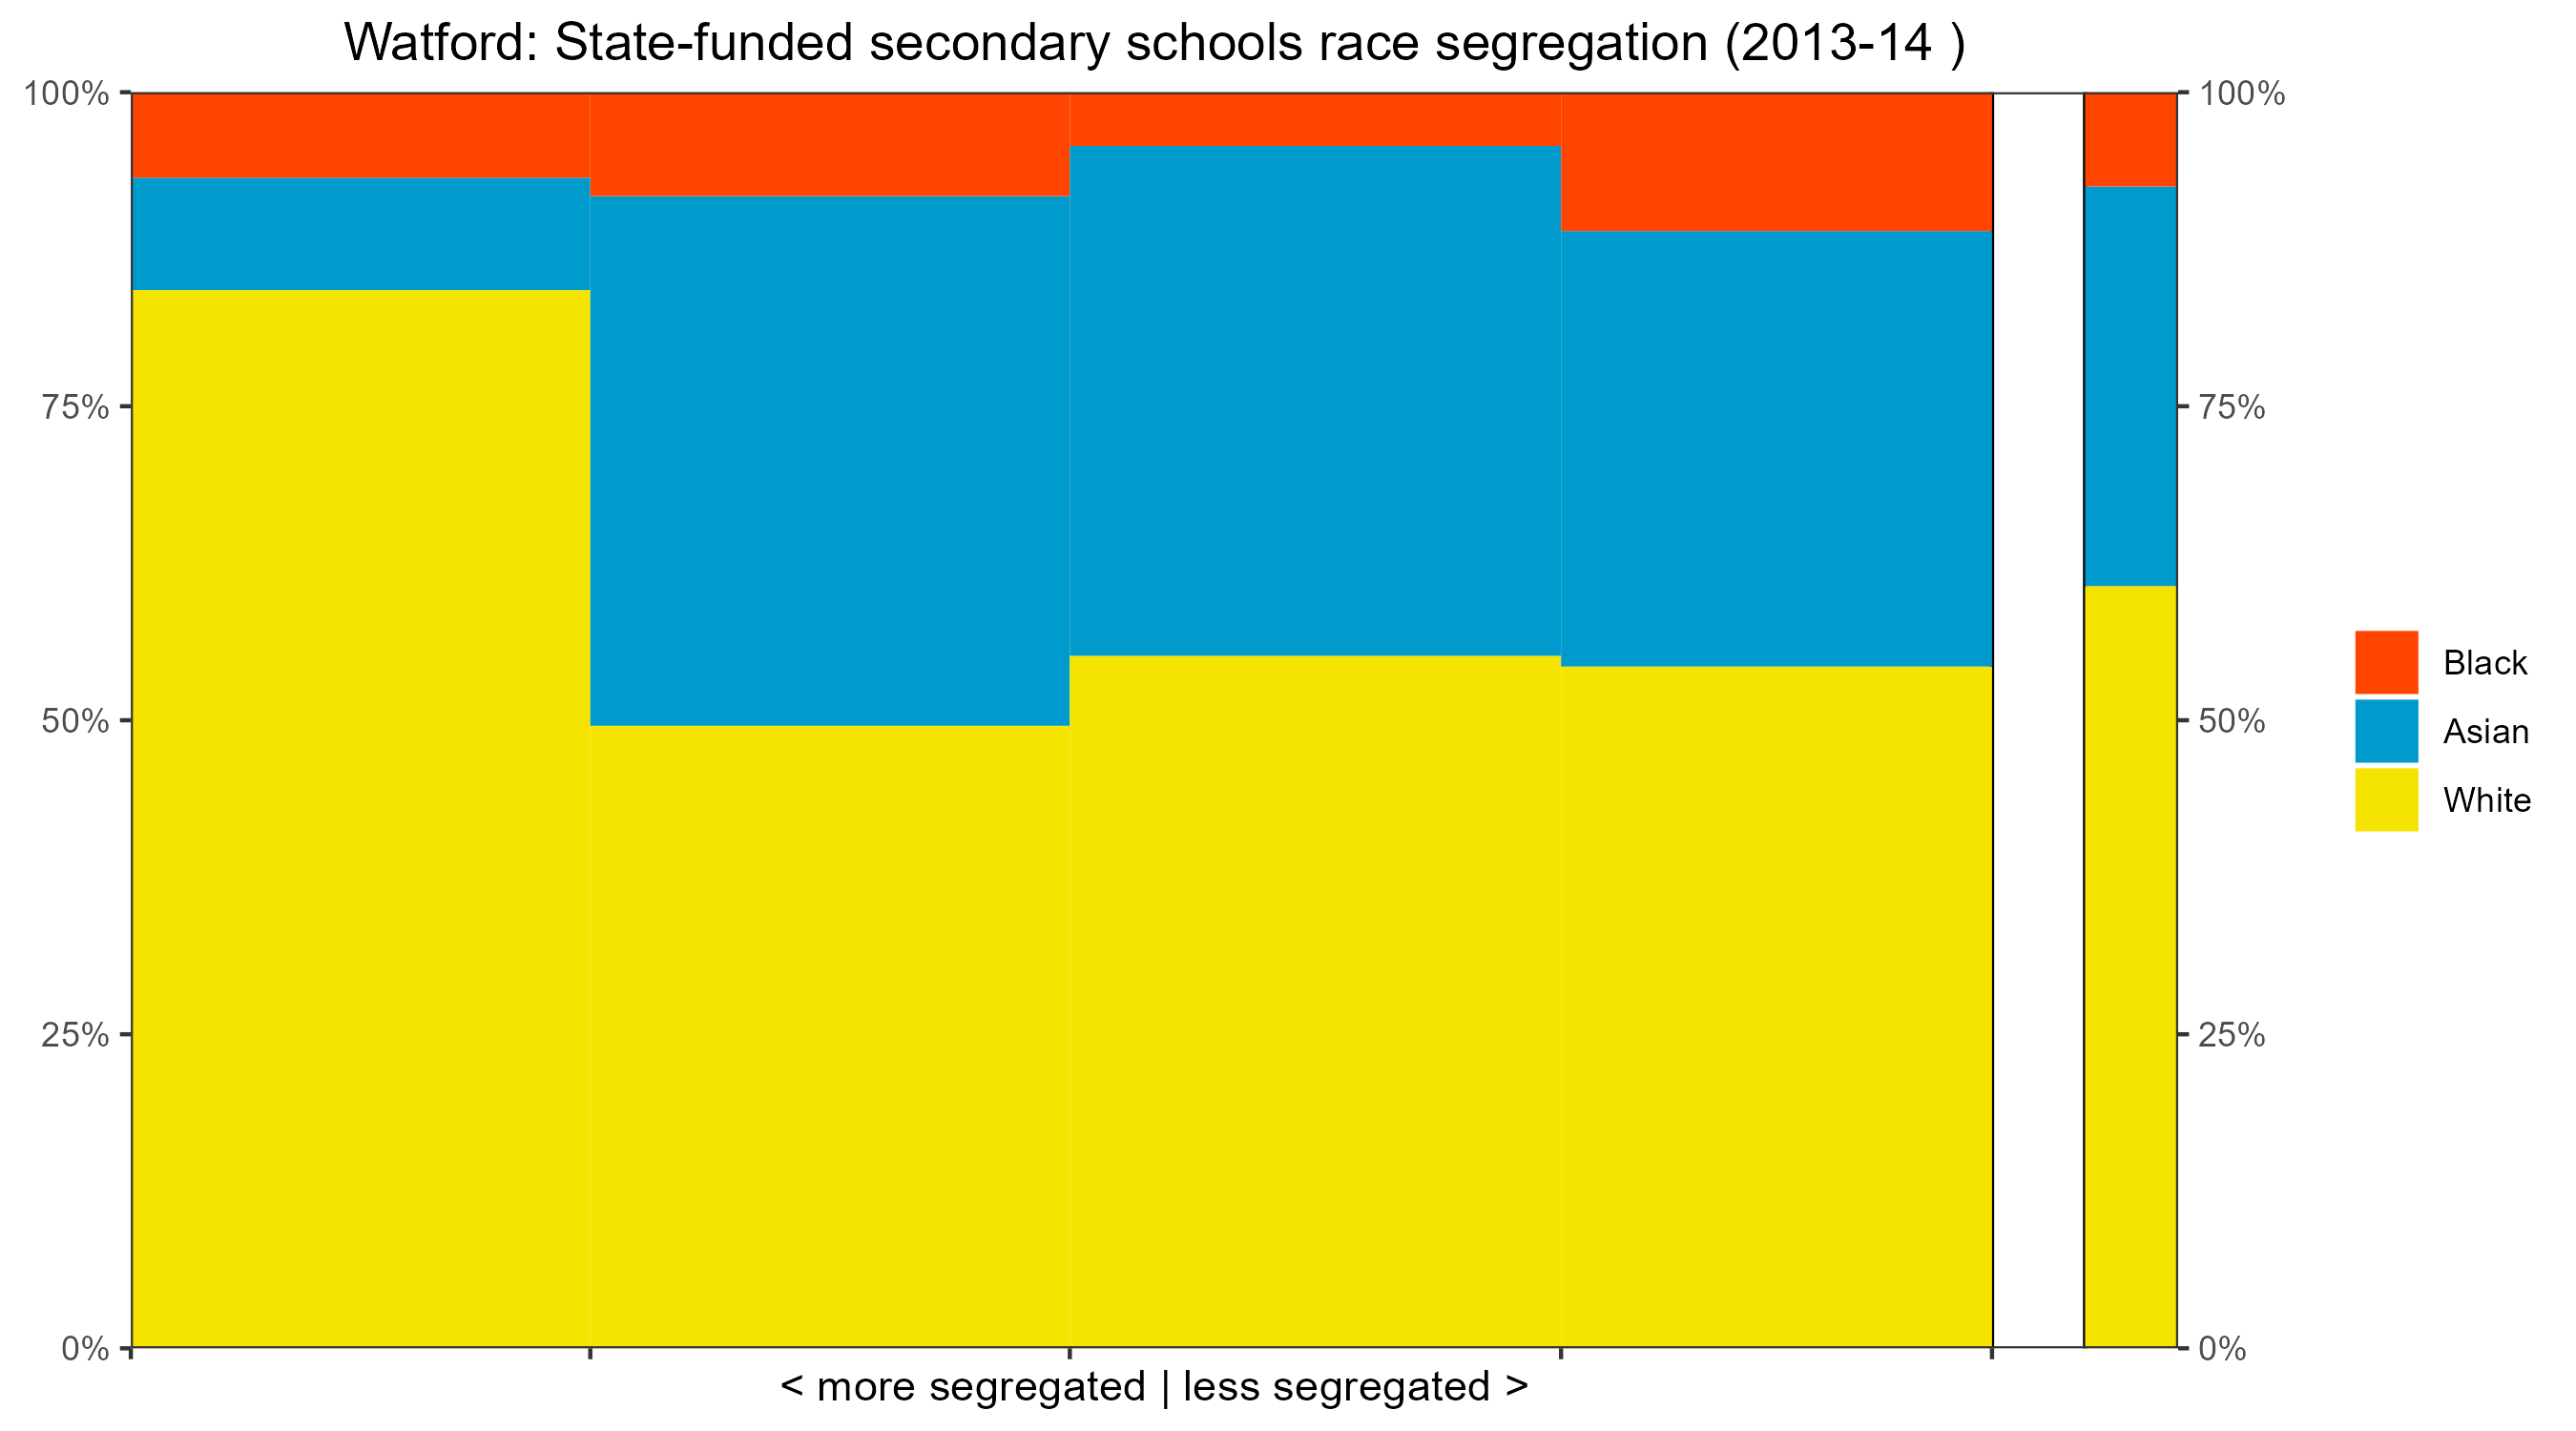 Watford: State-funded secondary schools race segregation (2013-14 )
100%
75%
50%
25%
0%
100%
75%
50%
25%
0%
Black
Asian
White
< more segregated | less segregated >